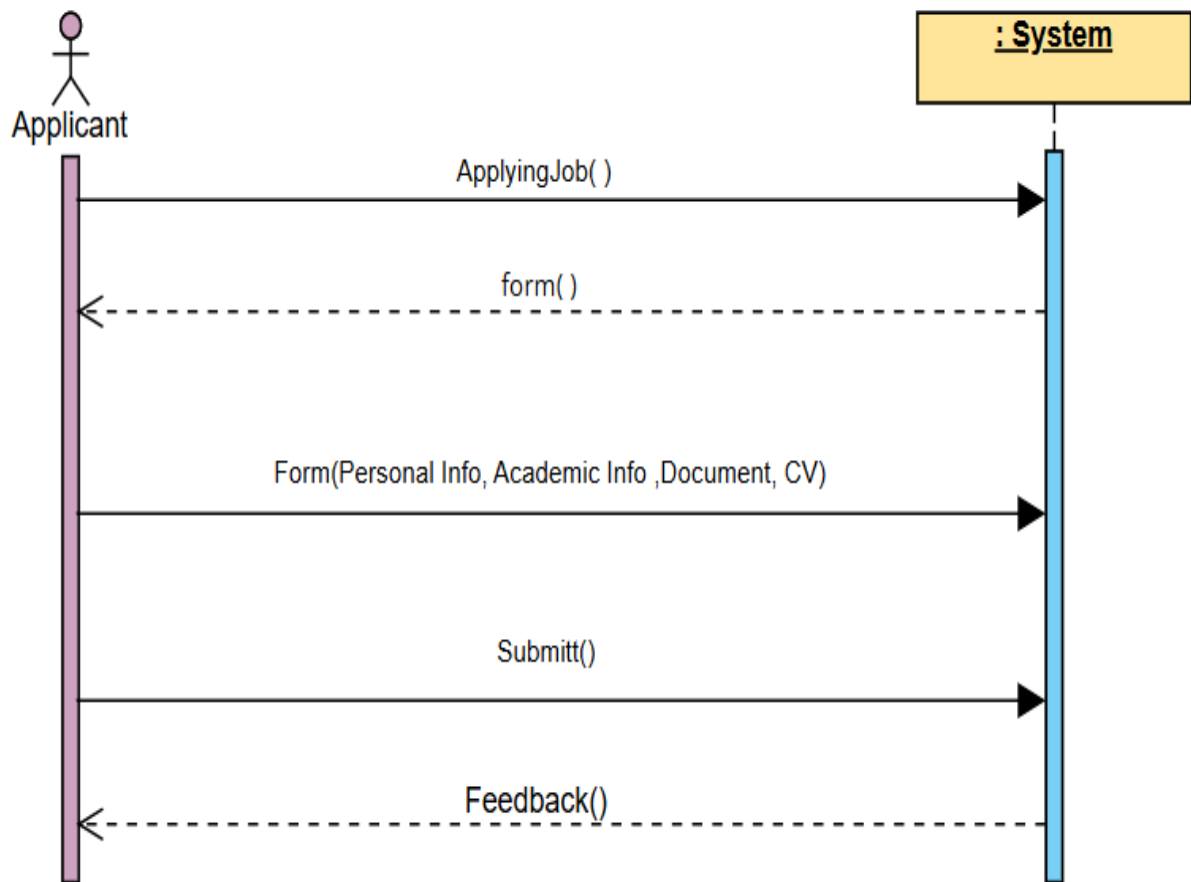 : System
Applicant
ApplyingJob( )
form( )
Form(Personal Info, Academic Info ,Document, CV)
Submitt()
Feedback()